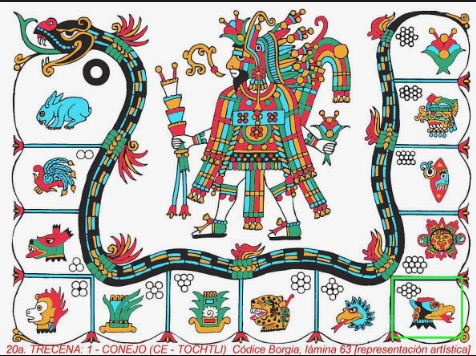 20a. TRECENA: 1 - CONEJO (CE - TOCHTLI) Códice Borgia, lámina 63 [representación artística,